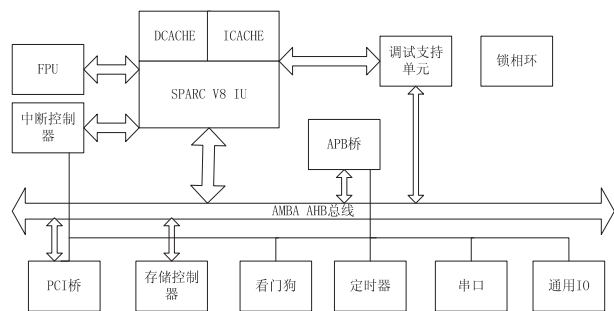 DCACHE
ICACHE
FPU
SPARC V8 IU
调试支持
单元
锁相环
中断控制
器
APB桥
AMBA AHB总线
PCI桥
存储控制
器
看门狗
定时器
串口
通用IO